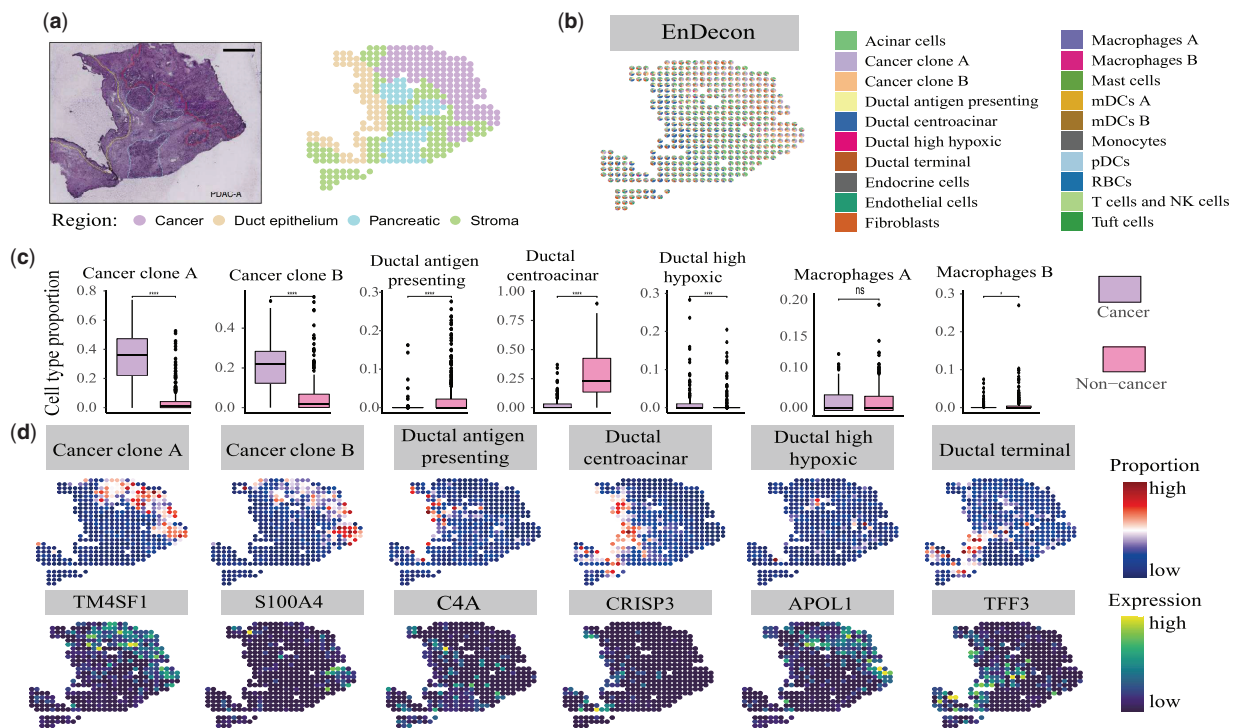 (a)
PDAC-A
Region: Cancer Duct epithelium Pancreatic Stroma
(b)
EnDecon
Acinar cells
Cancer clone A
Cancer clone B
Ductal antigen presenting
Ductal centroacinar
Ductal high hypoxic
Ductal terminal
Endocrine cells
Endothelial cells
Fibroblasts
Macrophages A
Macrophages B
Mast cells
mDCs A
mDCs B
Monocytes
pDCs
RBCs
T cells and NK cells
Tuft cells
(c)
Cell type proportion
Cancer clone A
****
0.8
0.6
0.4
0.2
0.0
Cancer clone B
****
0.4
0.2
0.0
Ductal antigen
presenting
****
0.3
0.2
0.1
0.0
Ductal
centroacinar
****
1.00
0.75
0.50
0.25
0.00
Ductal high
hypoxic
****
0.3
0.2
0.1
0.0
Macrophages A
ns
0.20
0.15
0.10
0.10
0.00
Macrophages B
*
0.3
0.2
0.1
0.0
Cancer
Non-cancer
(d)
Cancer clone A
Cancer clone B
Ductal antigen
presenting
Ductal
centroacinar
Ductal high
hypoxic
Ductal terminal
Proportion
high
low
TM4SF1
S100A4
C4A
CRISP3
APOL1
TFF3
Expression
high
low